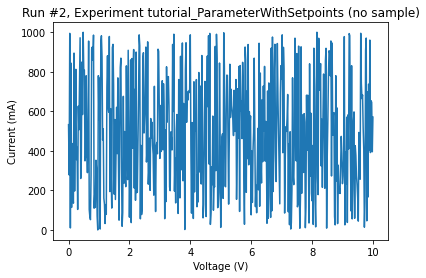 Run #2, Experiment tutorial_ParameterWithSetpoints (no sample)
Current (mA)
1000
800
600
400
200
0
0 2 4 6 8 10
Voltage (V)